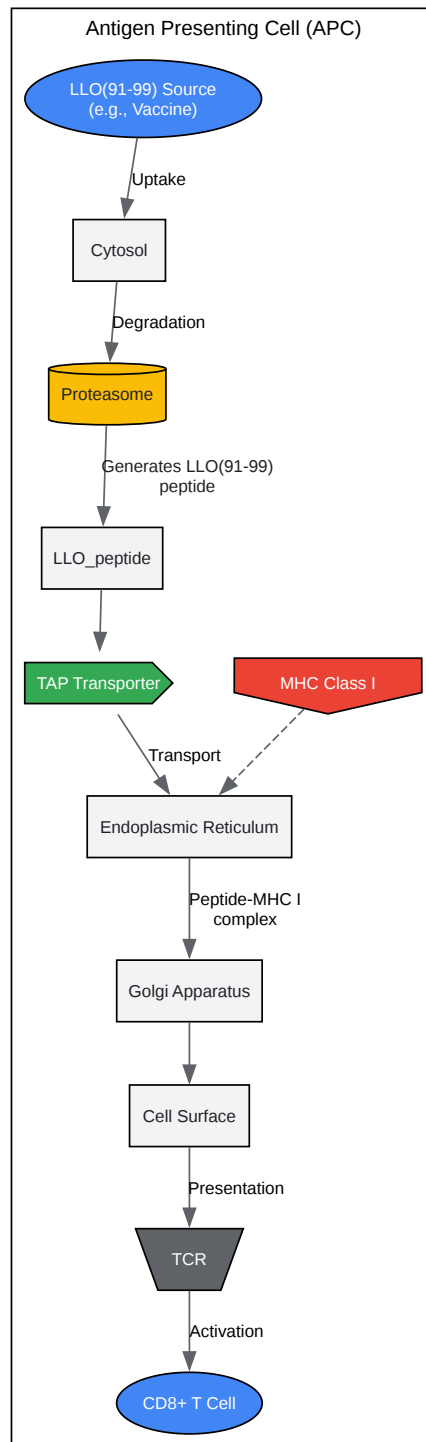 Antigen Presenting Cell (APC)
LLO(91-99) Source
(e.g., Vaccine)
Uptake
Cytosol
Degradation
Proteasome
Generates LLO(91-99)
peptide
LLO_peptide
TAP Transporter
MHC Class I
Transport
Endoplasmic Reticulum
Peptide-MHC I
complex
Golgi Apparatus
Cell Surface
Presentation
TCR
Activation
CD8+ T Cell